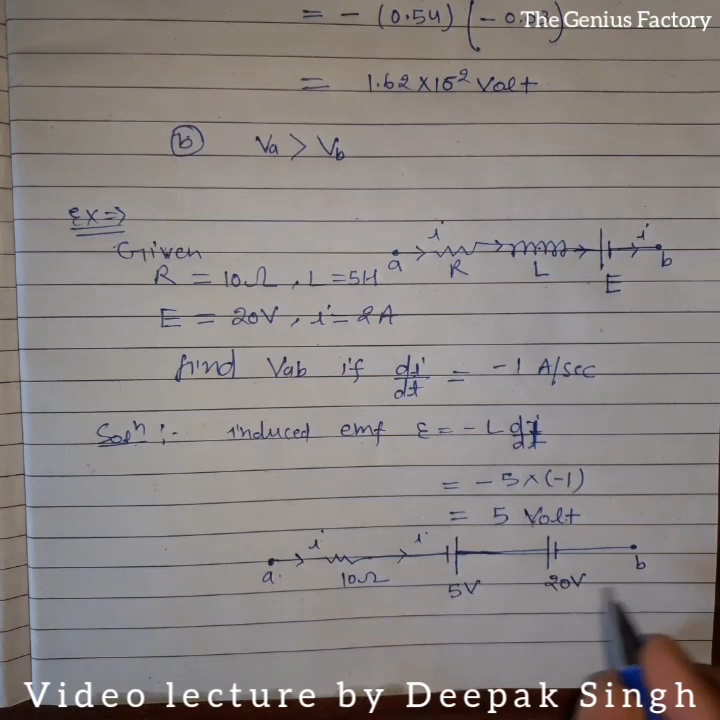 = - (0.54) (- 0.
The Genius Factory
= 1.62 X 10² Volt
(b) Va > Vb
Ex =>
Given
R = 10Ω , L = 5H
E = 20V , i = 2A
a i R L E i b
find Vab if di/dt = -1 A/sec
Solⁿ :- induced emf ε = - L di/dt
= - 5 x (-1)
= 5 Volt
a i 10Ω i 5V 20V b
Video lecture by Deepak Singh